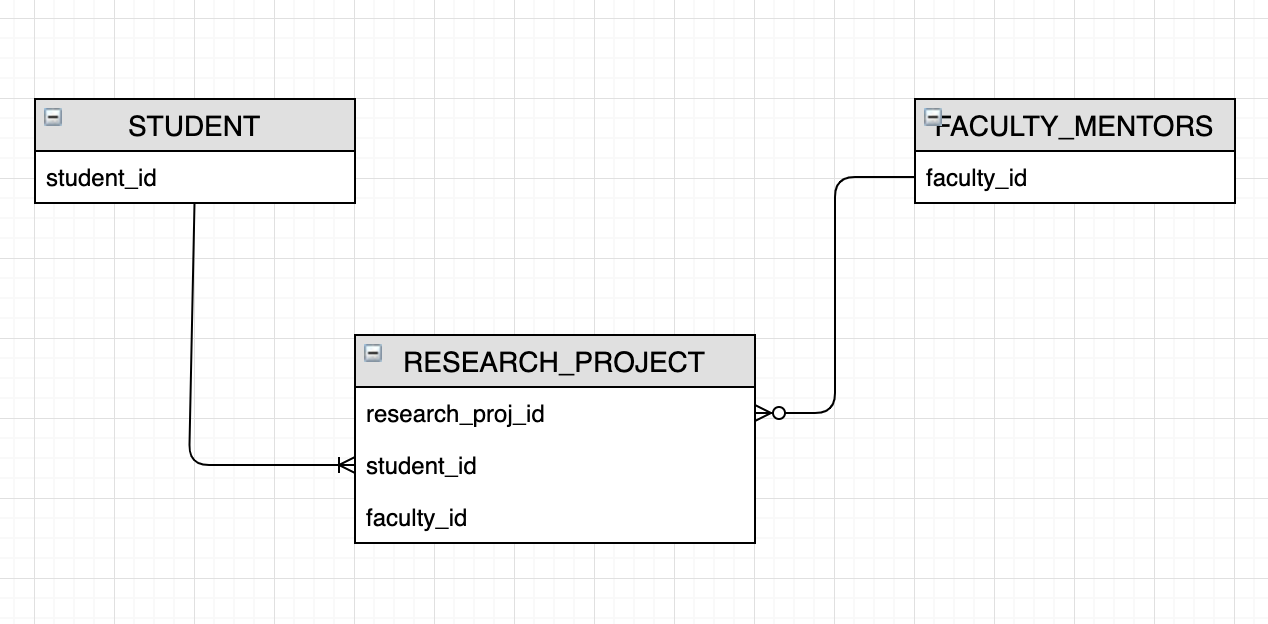 STUDENT
student_id
FACULTY_MENTORS
faculty_id
RESEARCH_PROJECT
research_proj_id
student_id
faculty_id